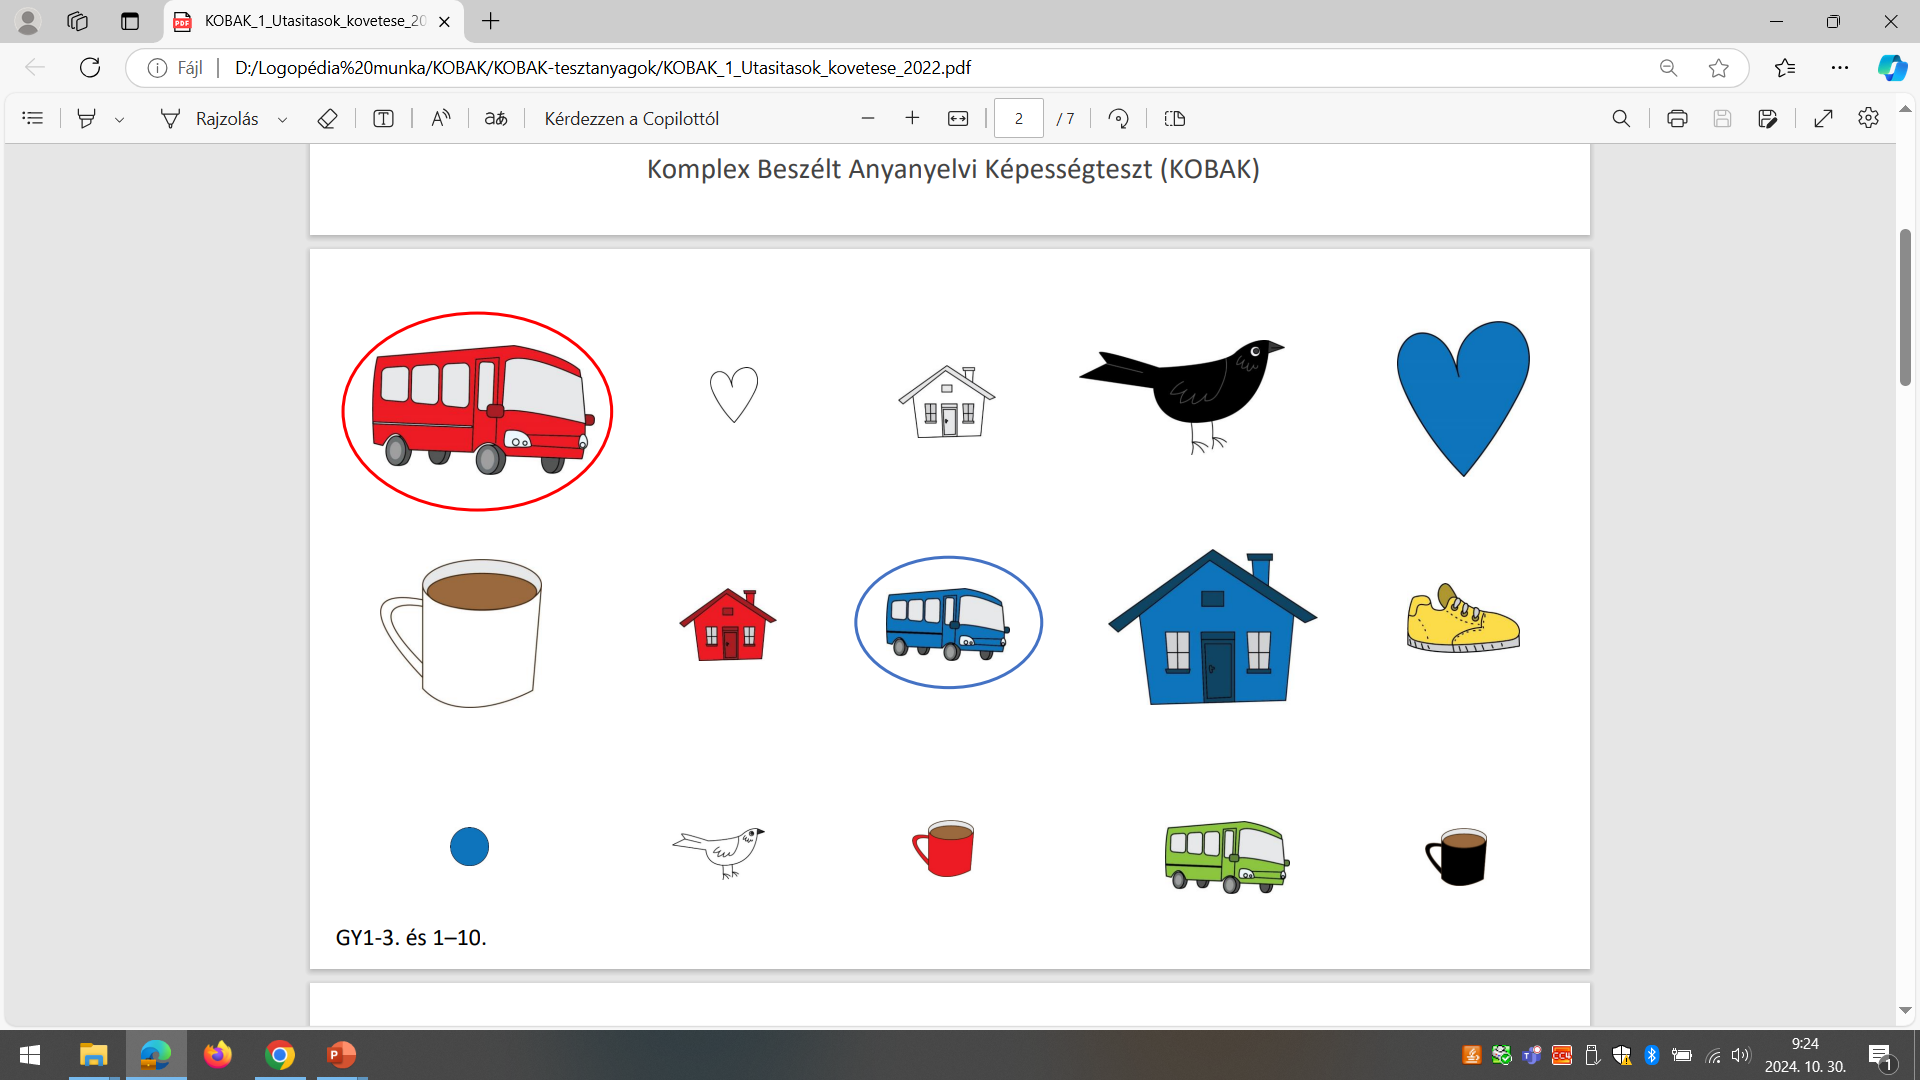 KOBAK_1_Utasitasok_kovetese_20
Fájl
D:/Logopédia%20munka/KOBAK/KOBAK-tesztanyagok/KOBAK_1_Utasitasok_kovetese_2022.pdf
Rajzolás
Kérdezzen a Copilottól
2 / 7
Komplex Beszélt Anyanyelvi Képességteszt (KOBAK)
GY1-3. és 1–10.
9:24
2024. 10. 30.
1